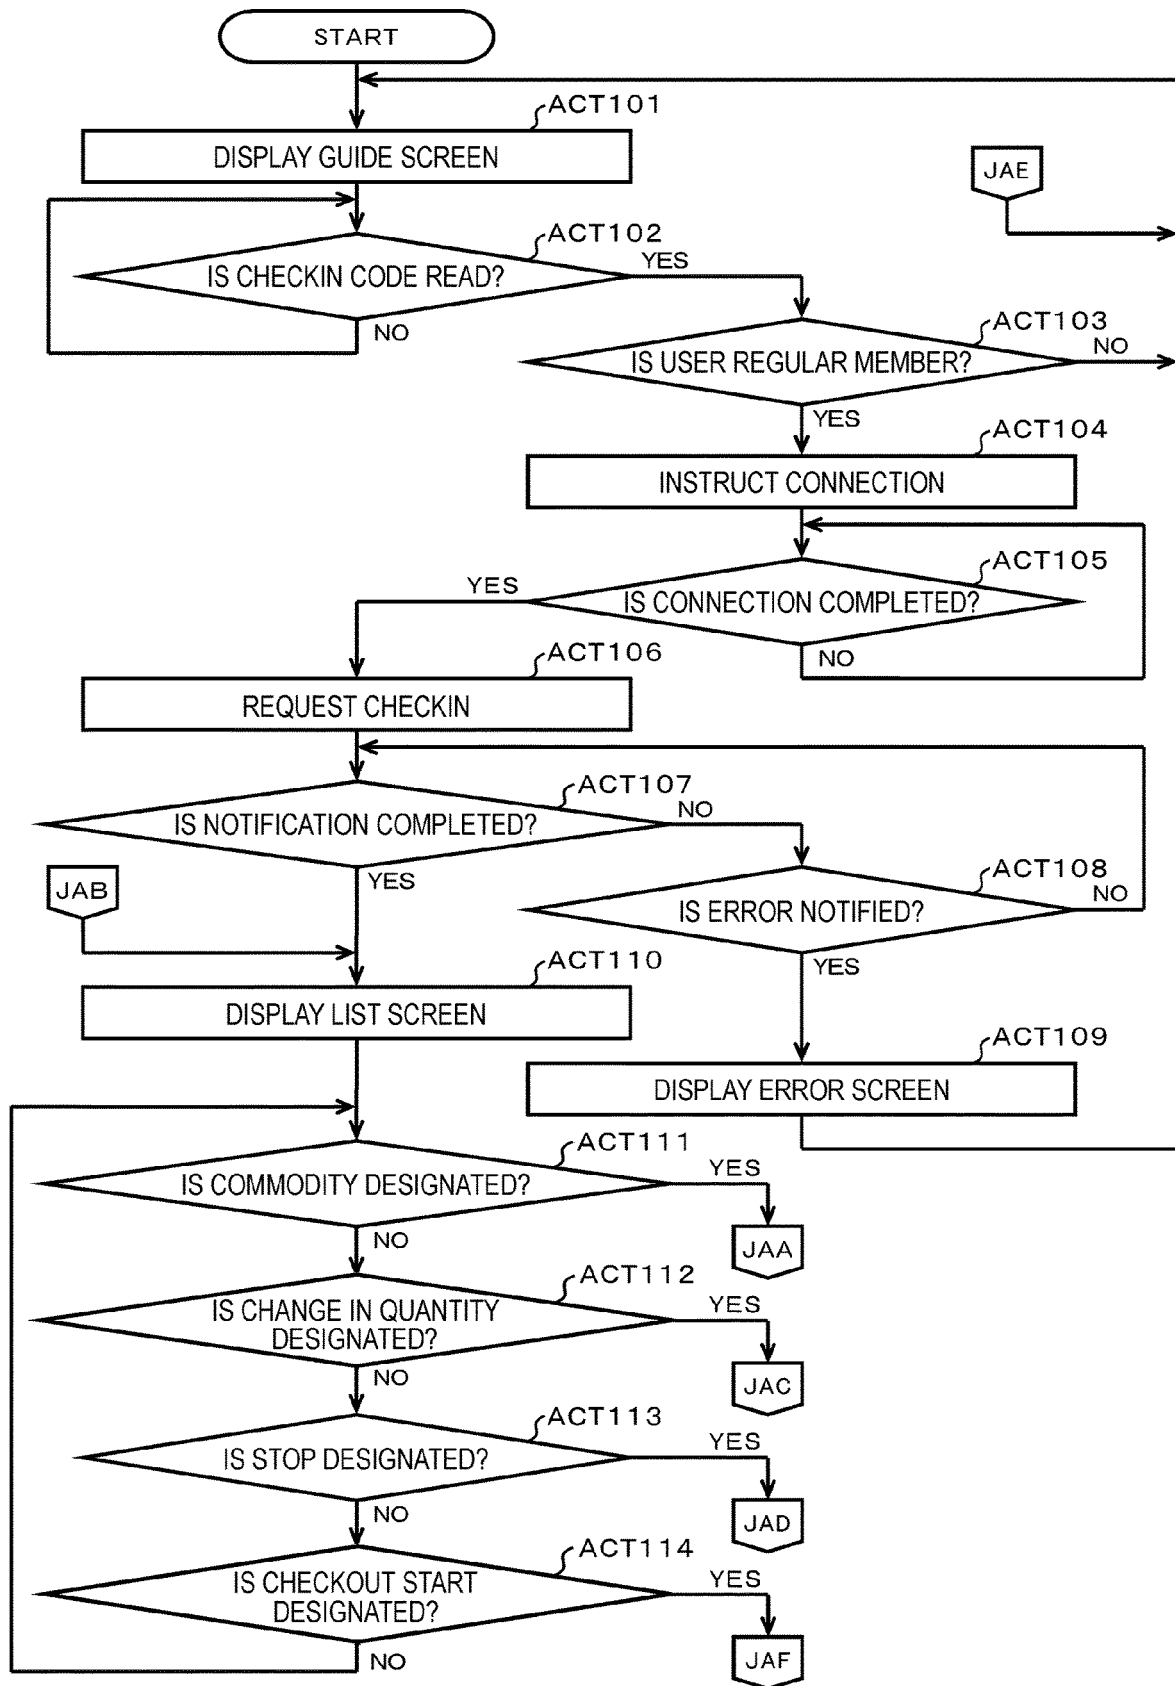 START
ACT101
DISPLAY GUIDE SCREEN
JAE
ACT102
IS CHECKIN CODE READ?
YES
NO
ACT103
IS USER REGULAR MEMBER?
NO
YES
ACT104
INSTRUCT CONNECTION
ACT105
IS CONNECTION COMPLETED?
YES
NO
ACT106
REQUEST CHECKIN
ACT107
IS NOTIFICATION COMPLETED?
NO
YES
JAB
ACT108
IS ERROR NOTIFIED?
NO
YES
ACT110
DISPLAY LIST SCREEN
ACT109
DISPLAY ERROR SCREEN
ACT111
IS COMMODITY DESIGNATED?
YES
JAA
NO
ACT112
IS CHANGE IN QUANTITY
DESIGNATED?
YES
JAC
NO
ACT113
IS STOP DESIGNATED?
YES
JAD
NO
ACT114
IS CHECKOUT START
DESIGNATED?
YES
JAF
NO